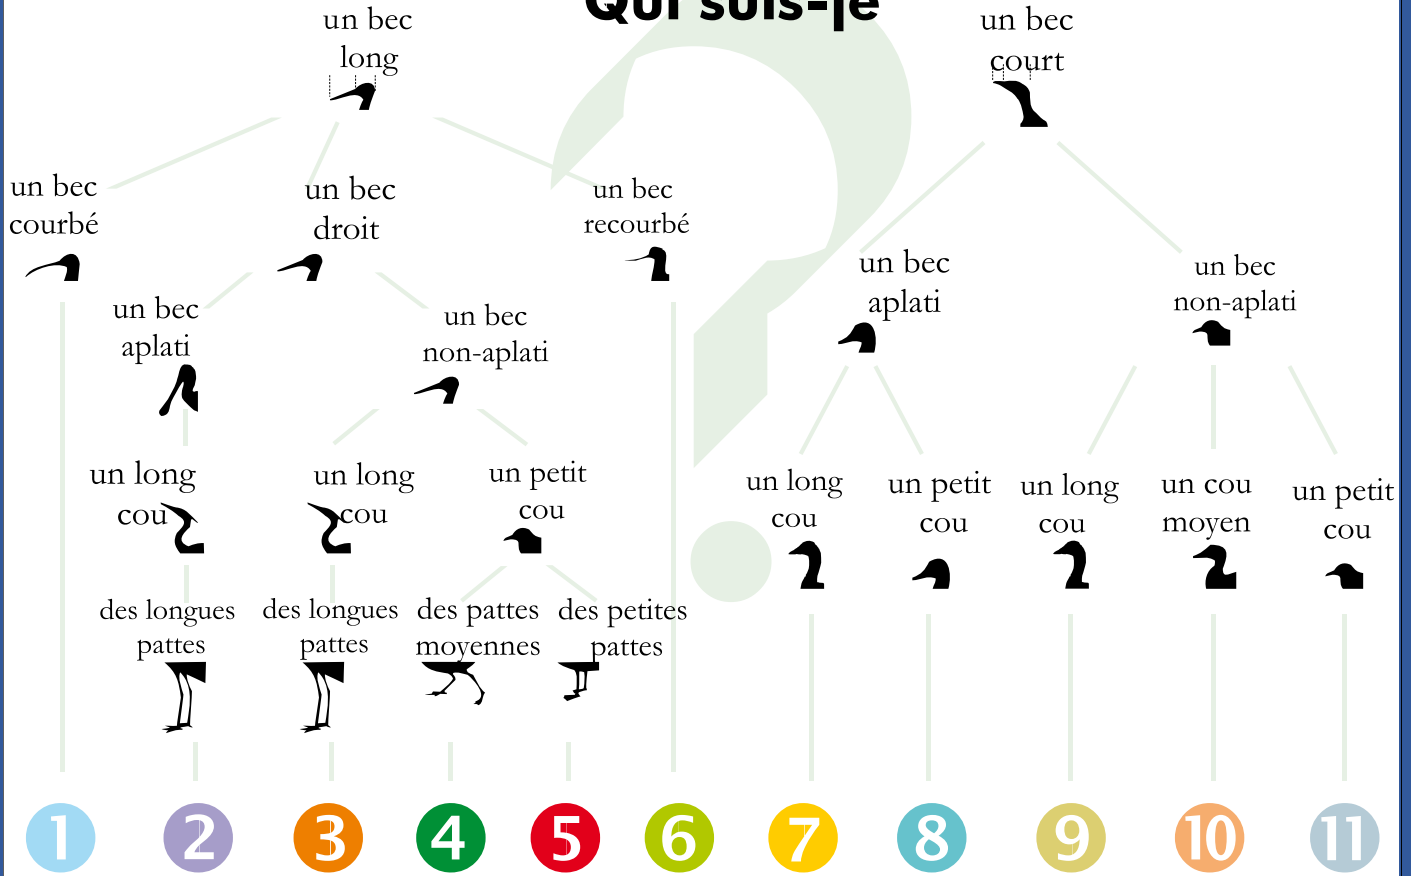 Qui suis-je
un bec
long
un bec
court
un bec
courbé
un bec
droit
un bec
recourbé
un bec
aplati
un bec
non-aplati
un bec
aplati
un bec
non-aplati
un long
cou
un long
cou
un petit
cou
un long
cou
un petit
cou
un long
cou
un cou
moyen
un petit
cou
des longues
pattes
des longues
pattes
des pattes
moyennes
des petites
pattes
?
1
2
3
4
5
6
7
8
9
10
11